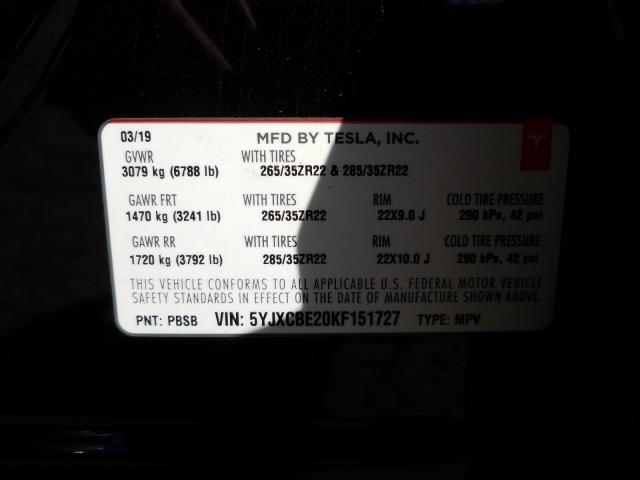 03/19 MFD BY TESLA, INC.
GVWR WITH TIRES
3079 kg (6788 lb) 265/35ZR22 & 285/35ZR22
GAWR FRT WITH TIRES RIM COLD TIRE PRESSURE
1470 kg (3241 lb) 265/35ZR22 22X9.0 J 290 kPa, 42 psi
GAWR RR WITH TIRES RIM COLD TIRE PRESSURE
1720 kg (3792 lb) 285/35ZR22 22X10.0 J 290 kPa, 42 psi
THIS VEHICLE CONFORMS TO ALL APPLICABLE U.S. FEDERAL MOTOR VEHICLE
SAFETY STANDARDS IN EFFECT ON THE DATE OF MANUFACTURE SHOWN ABOVE.
PNT: PBSB VIN: 5YJXCBE20KF151727 TYPE: MPV